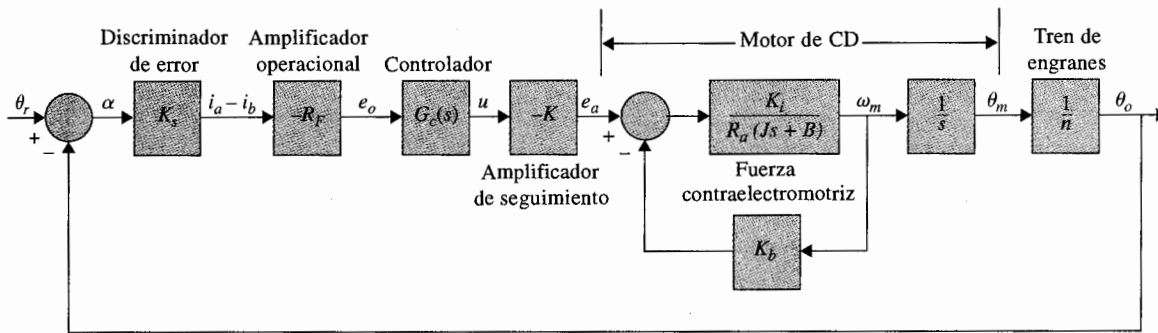 Discriminador
de error
Amplificador
operacional
Controlador
Motor de CD
Tren de
engranes
θr
+
−
α
Ks
ia − ib
−RF
eo
Gc(s)
u
−K
ea
+
−
Ki
Ra (Js + B)
ωm
1
s
θm
1
n
θo
Amplificador
de seguimiento
Fuerza
contraelectromotriz
Kb